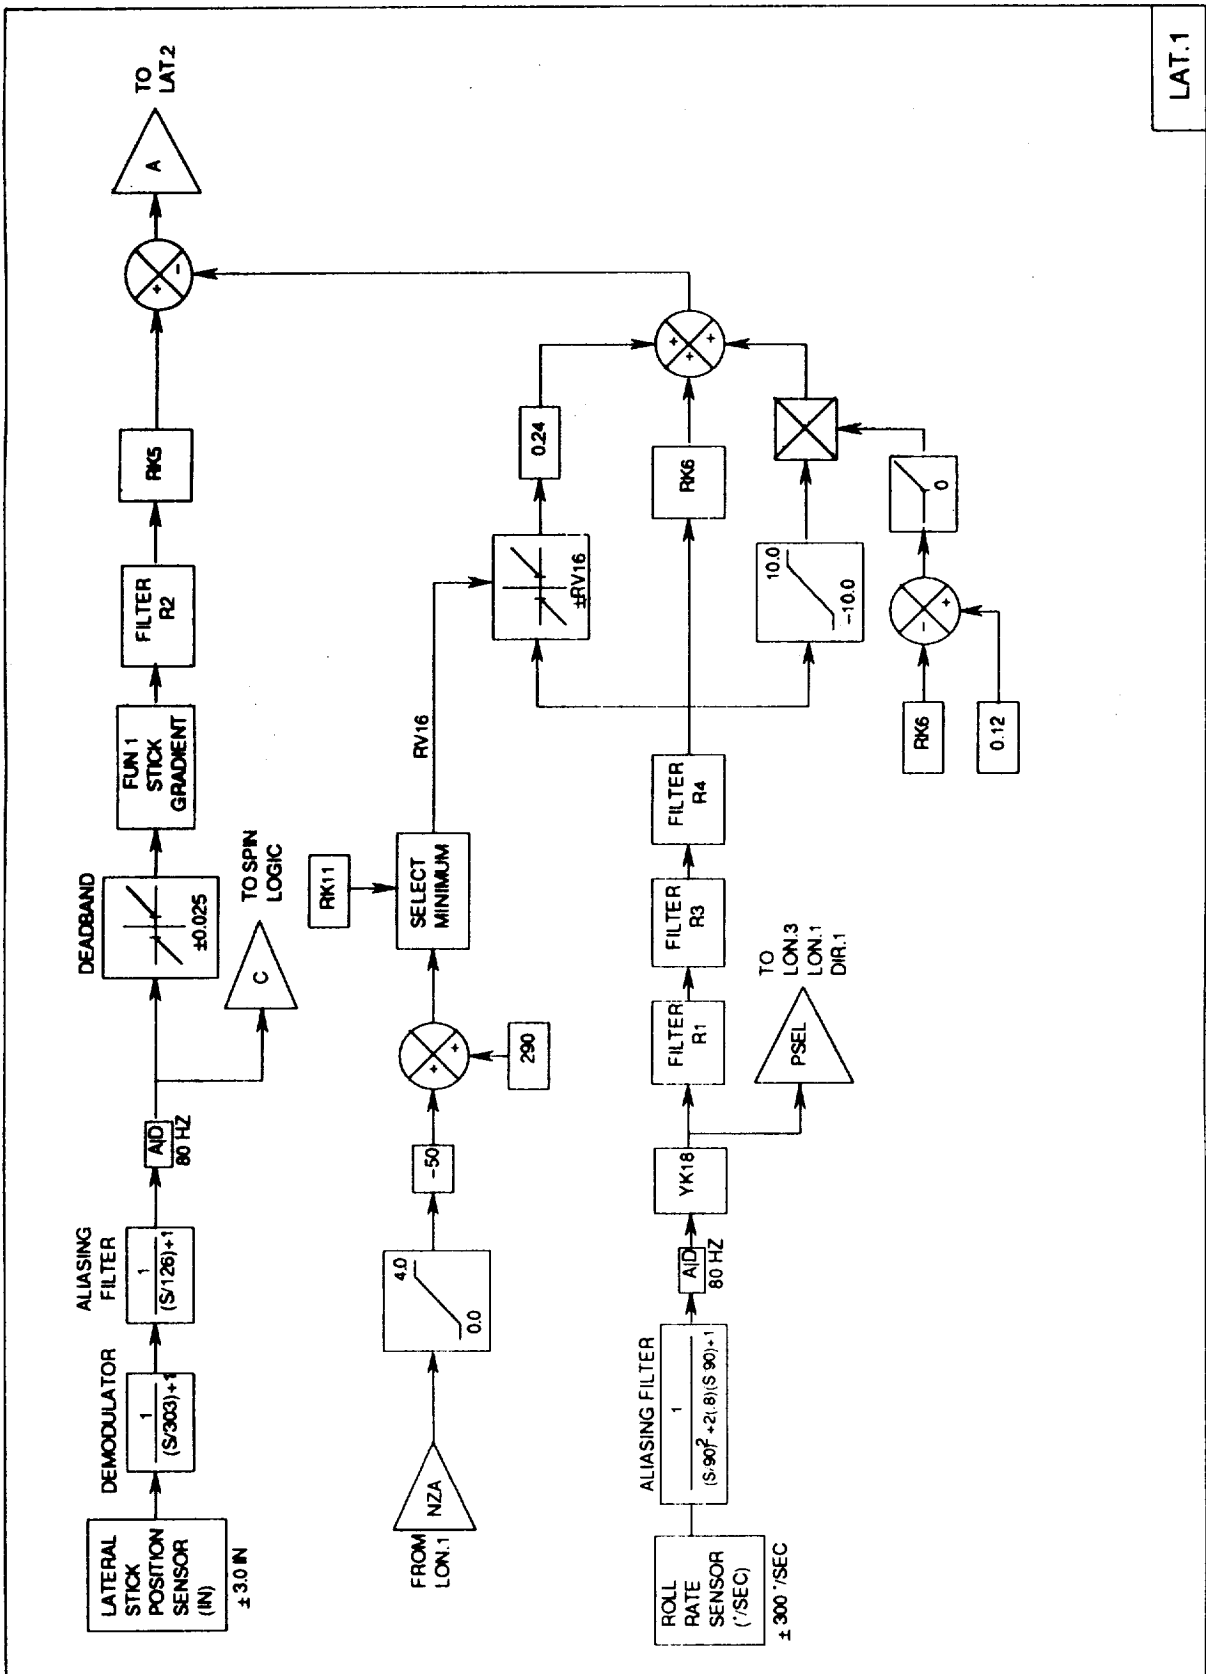 LATERAL
STICK
POSITION
SENSOR
(IN)
± 3.0 IN
DEMODULATOR
1
(S/303)+1
ALIASING
FILTER
1
(S/126)+1
A/D
80 HZ
C
TO SPIN
LOGIC
DEADBAND
±0.025
FUN 1
STICK
GRADIENT
FILTER
R2
RK5
+
-
A
TO
LAT.2
FROM
LON.1
NZA
4.0
0.0
-50
+
+
290
SELECT
MINIMUM
RK11
RV16
±RV16
0.24
ROLL
RATE
SENSOR
(°/SEC)
± 300 °/SEC
ALIASING FILTER
1
(S/90)² +2(.8)(S 90)+1
A/D
80 HZ
YK18
PSEL
TO
LON.3
LON.1
DIR.1
FILTER
R1
FILTER
R3
FILTER
R4
RK6
+
+
+
10.0
-10.0
RK6
0.12
-
+
0
LAT.1